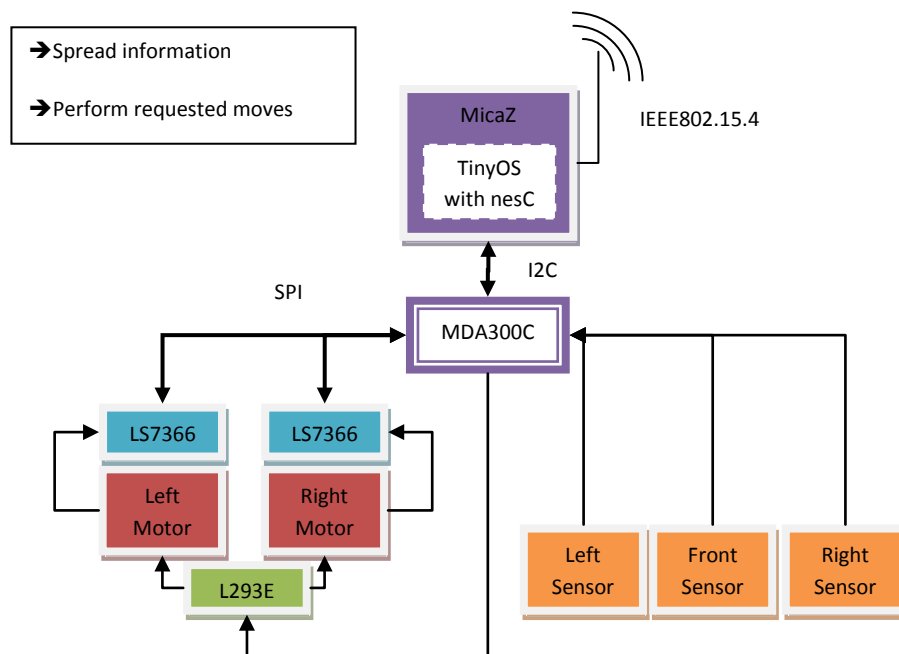 ➔Spread information
➔Perform requested moves
MicaZ
TinyOS
with nesC
IEEE802.15.4
I2C
SPI
MDA300C
LS7366
LS7366
Left
Motor
Right
Motor
L293E
Left
Sensor
Front
Sensor
Right
Sensor